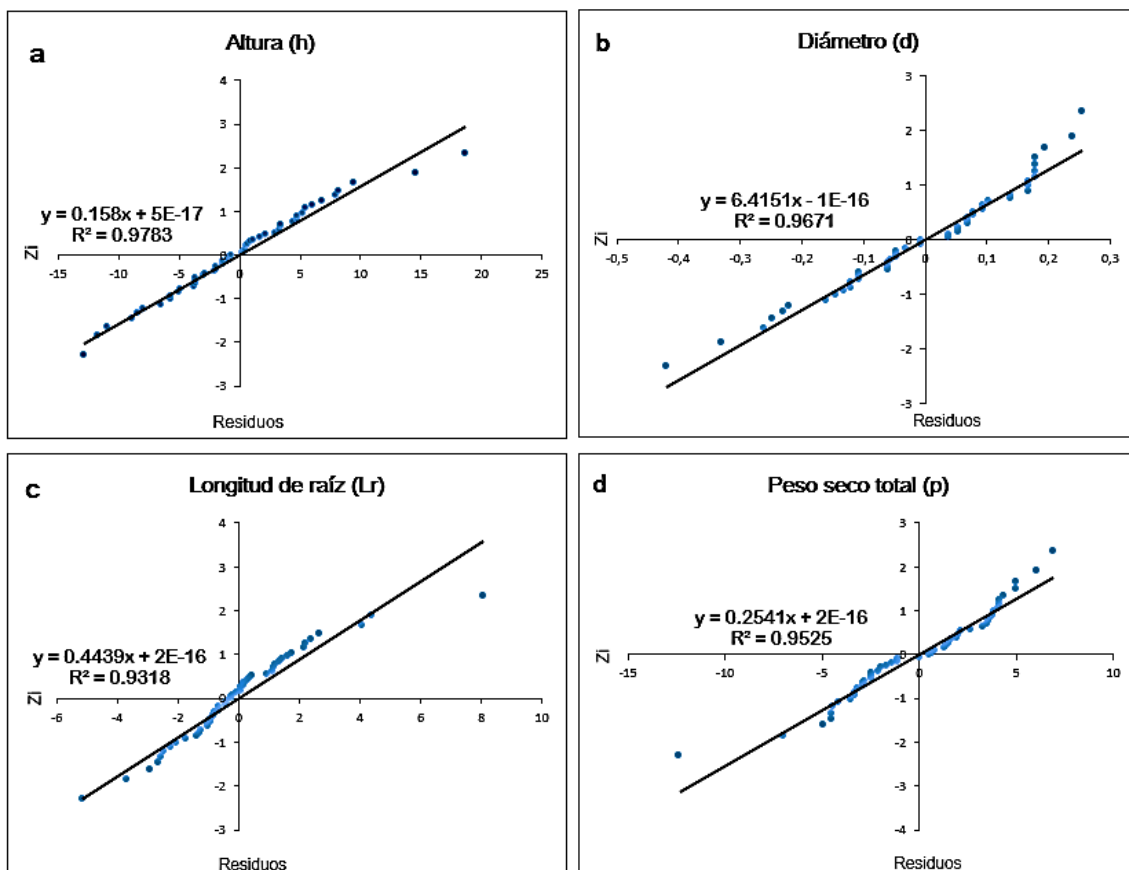 a
Altura (h)
4
3
2
1
0
-1
-2
-3
-15
-10
-5
0
5
10
15
20
25
y = 0.158x + 5E-17
R² = 0.9783
Zi
Residuos
b
Diámetro (d)
3
2
1
0
-1
-2
-3
-0,5
-0,4
-0,3
-0,2
-0,1
0
0,1
0,2
0,3
y = 6.4151x - 1E-16
R² = 0.9671
Zi
Residuos
c
Longitud de raíz (Lr)
4
3
2
1
0
-1
-2
-3
-6
-4
-2
0
2
4
6
8
10
y = 0.4439x + 2E-16
R² = 0.9318
Zi
Residuos
d
Peso seco total (p)
3
2
1
0
-1
-2
-3
-4
-15
-10
-5
0
5
10
y = 0.2541x + 2E-16
R² = 0.9525
Zi
Residuos